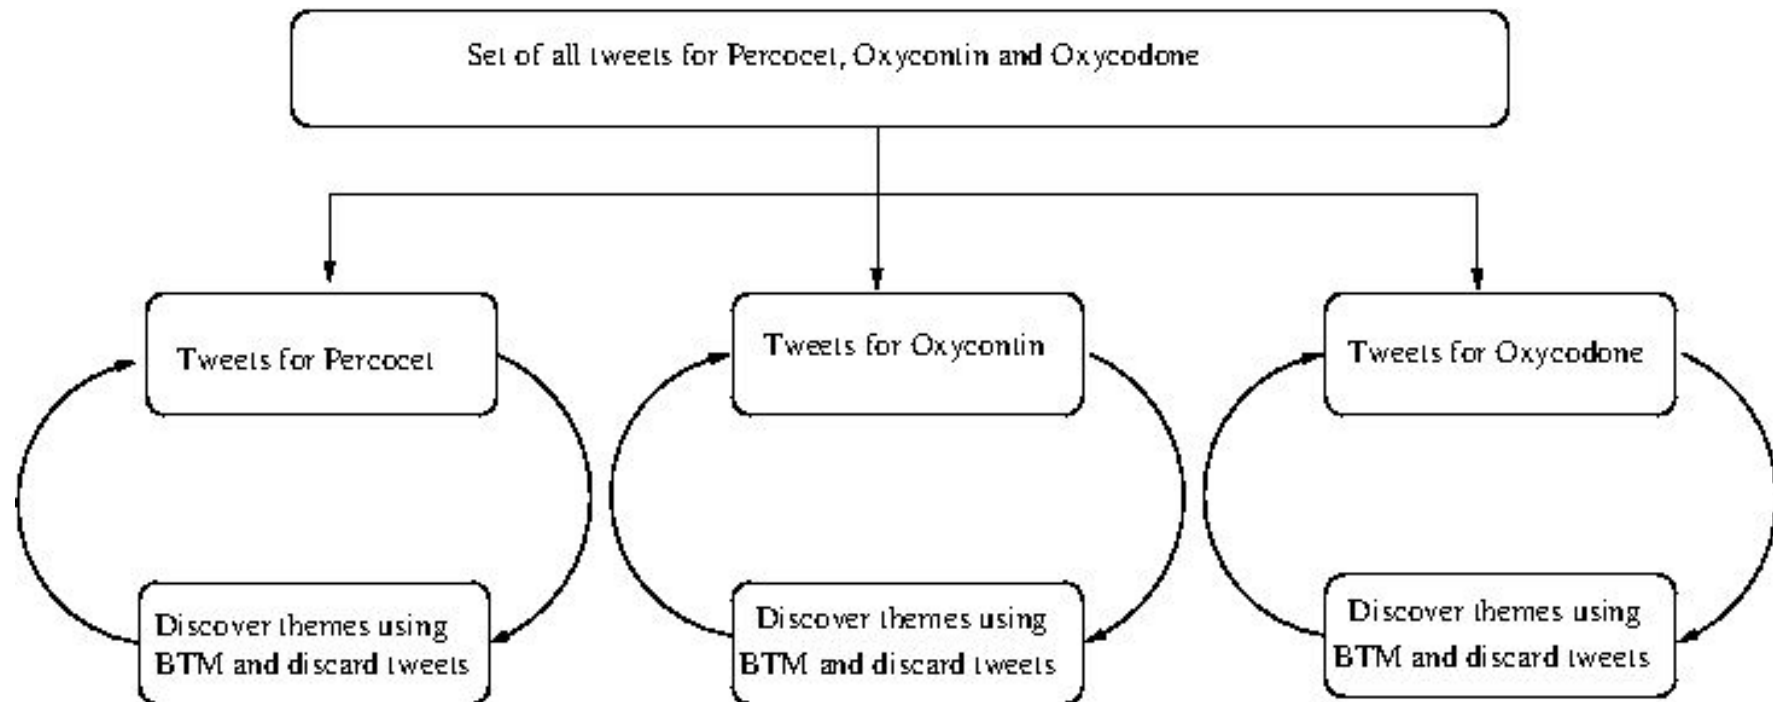 Set of all tweets for Percocet, Oxycontin and Oxycodone
Tweets for Percocet
Tweets for Oxycontin
Tweets for Oxycodone
Discover themes using
BTM and discard tweets
Discover themes using
BTM and discard tweets
Discover themes using
BTM and discard tweets